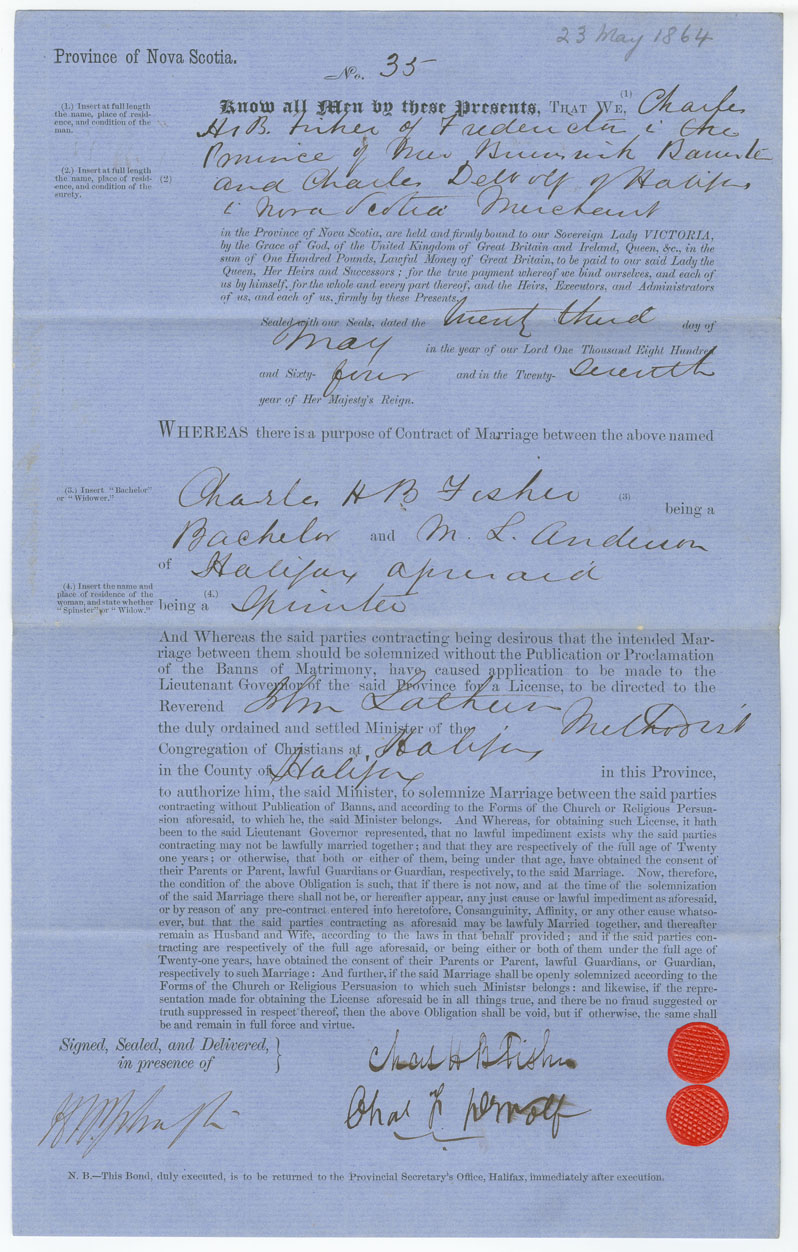 23 May 1864
Province of Nova Scotia.
No. 35
(1.) Insert at full length
the name, place of resid-
ence, and condition of the
man.
(1)
Know all Men by these Presents, THAT WE, Charles
H. B. Fisher of Fredericton i the
Province of New Brunswick Barrister
(2.) Insert at full length
the name, place of resid-
ence, and condition of the
surety.
(2)
and Charles DeWolf of Halifax
i Nova Scotia Merchant
in the Province of Nova Scotia, are held and firmly bound to our Sovereign Lady VICTORIA,
by the Grace of God, of the United Kingdom of Great Britain and Ireland, Queen, &c., in the
sum of One Hundred Pounds, Lawful Money of Great Britain, to be paid to our said Lady the
Queen, Her Heirs and Successors; for the true payment whereof we bind ourselves, and each of
us by himself, for the whole and every part thereof, and the Heirs, Executors, and Administrators
of us, and each of us, firmly by these Presents,
Sealed with our Seals, dated the twenty third day of
May in the year of our Lord One Thousand Eight Hundred
and Sixty- four and in the Twenty- Seventh
year of Her Majesty's Reign.
WHEREAS there is a purpose of Contract of Marriage between the above named
(3.) Insert "Bachelor"
or "Widower."
Charles H B Fisher (3) being a
Bachelor and M. L. Anderson
of Halifax aforesaid
(4.) Insert the name and
place of residence of the
woman, and state whether
"Spinster" or "Widow."
(4.)
being a Spinster
And Whereas the said parties contracting being desirous that the intended Mar-
riage between them should be solemnized without the Publication or Proclamation
of the Banns of Matrimony, have caused application to be made to the
Lieutenant Governor of the said Province for a License, to be directed to the
Reverend John Lathern
the duly ordained and settled Minister of the Methodist
Congregation of Christians at Halifax
in the County of Halifax in this Province,
to authorize him, the said Minister, to solemnize Marriage between the said parties
contracting without Publication of Banns, and according to the Forms of the Church or Religious Persua-
sion aforesaid, to which he, the said Minister belongs. And Whereas, for obtaining such License, it hath
been to the said Lieutenant Governor represented, that no lawful impediment exists why the said parties
contracting may not be lawfully married together; and that they are respectively of the full age of Twenty
one years; or otherwise, that both or either of them, being under that age, have obtained the consent of
their Parents or Parent, lawful Guardians or Guardian, respectively, to the said Marriage. Now, therefore,
the condition of the above Obligation is such, that if there is not now, and at the time of the solemnization
of the said Marriage there shall not be, or hereafter appear, any just cause or lawful impediment as aforesaid,
or by reason of any pre-contract entered into heretofore, Consanguinity, Affinity, or any other cause whatso-
ever, but that the said parties contracting as aforesaid may be lawfuly Married together, and thereafter
remain as Husband and Wife, according to the laws in that behalf provided; and if the said parties con-
tracting are respectively of the full age aforesaid, or being either or both of them under the full age of
Twenty-one years, have obtained the consent of their Parents or Parent, lawful Guardians, or Guardian,
respectively to such Marriage: And further, if the said Marriage shall be openly solemnized according to the
Forms of the Church or Religious Persuasion to which such Minister belongs: and likewise, if the repre-
sentation made for obtaining the License aforesaid be in all things true, and there be no fraud suggested or
truth suppressed in respect thereof, then the above Obligation shall be void, but if otherwise, the same shall
be and remain in full force and virtue.
Signed, Sealed, and Delivered,
in presence of
Chas H B Fisher
Chas F DeWolf
N. B.—This Bond, duly executed, is to be returned to the Provincial Secretary's Office, Halifax, immediately after execution.